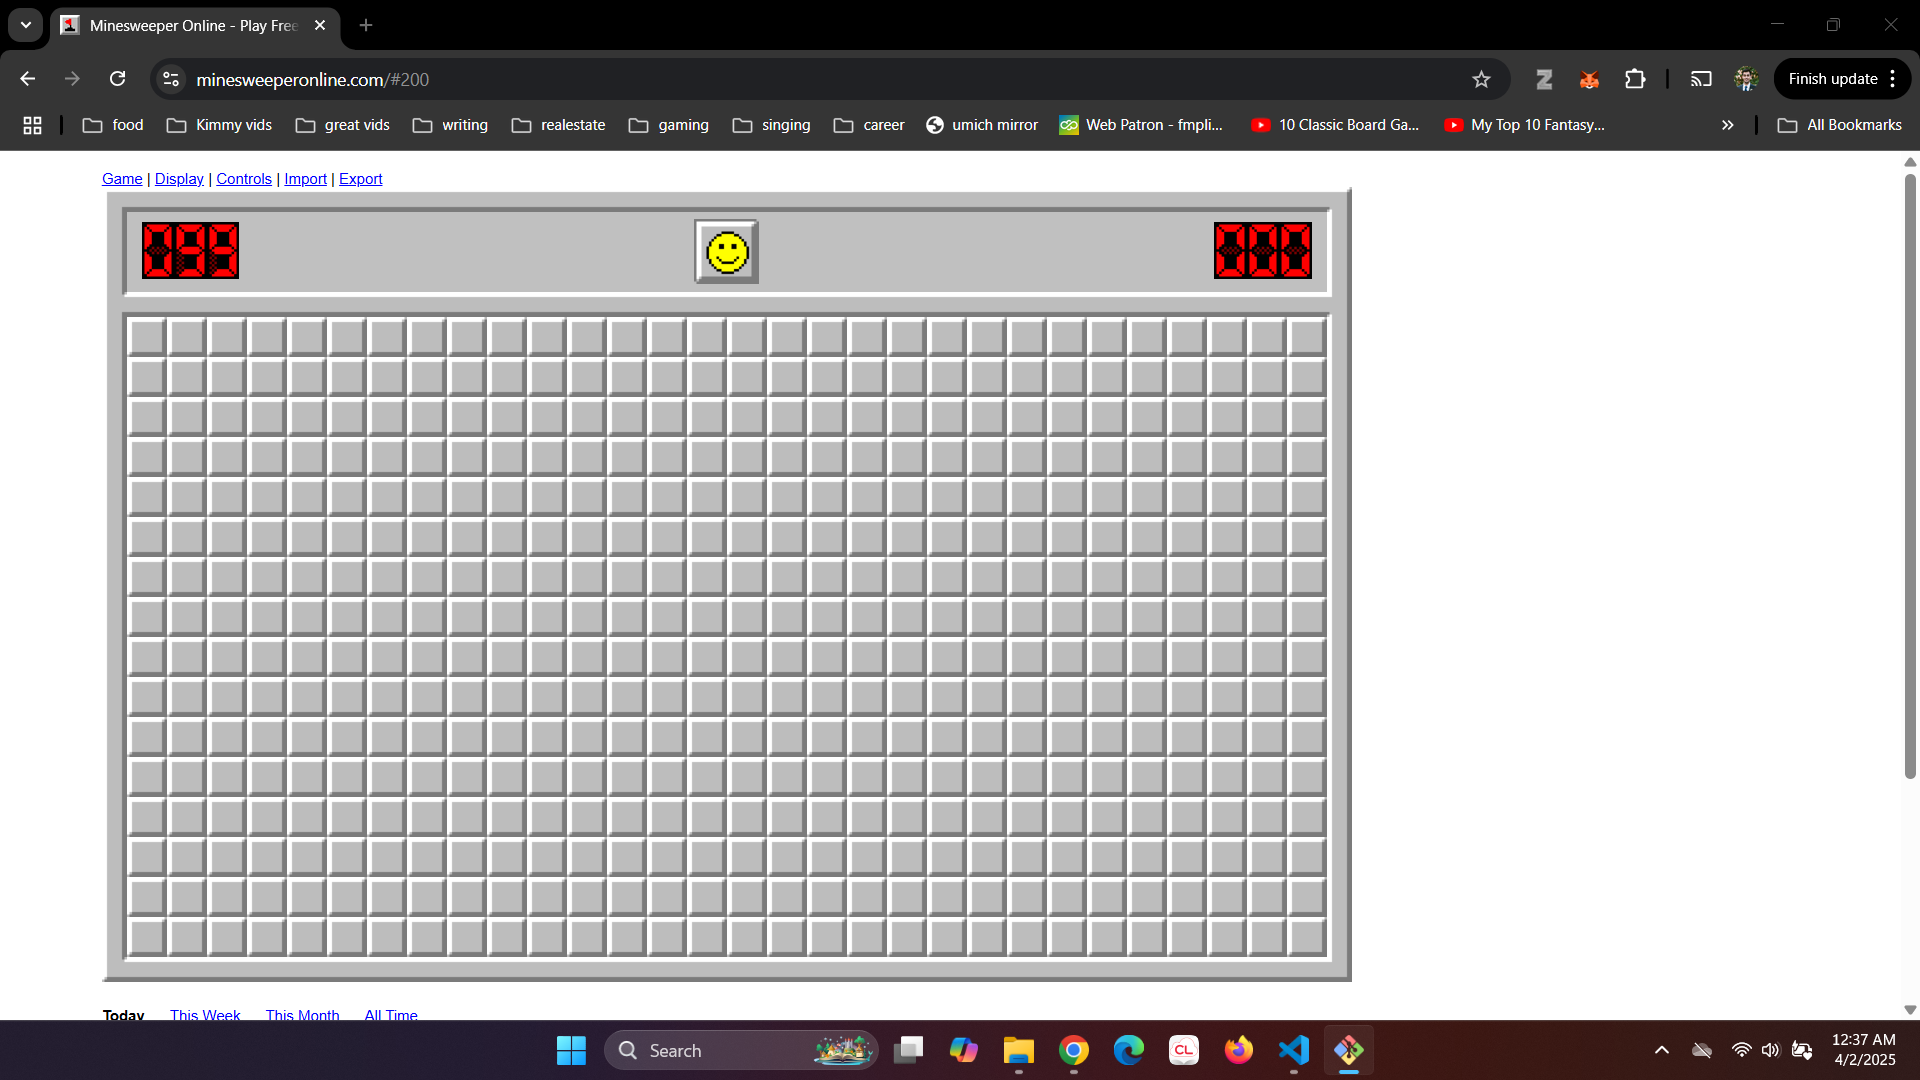 Minesweeper Online - Play Free
minesweeperonline.com/#200
Finish update
food
Kimmy vids
great vids
writing
realestate
gaming
singing
career
umich mirror
Web Patron - fmpli...
10 Classic Board Ga...
My Top 10 Fantasy...
All Bookmarks
Game | Display | Controls | Import | Export
099
000
Today This Week This Month All Time
Search
CL
12:37 AM
4/2/2025